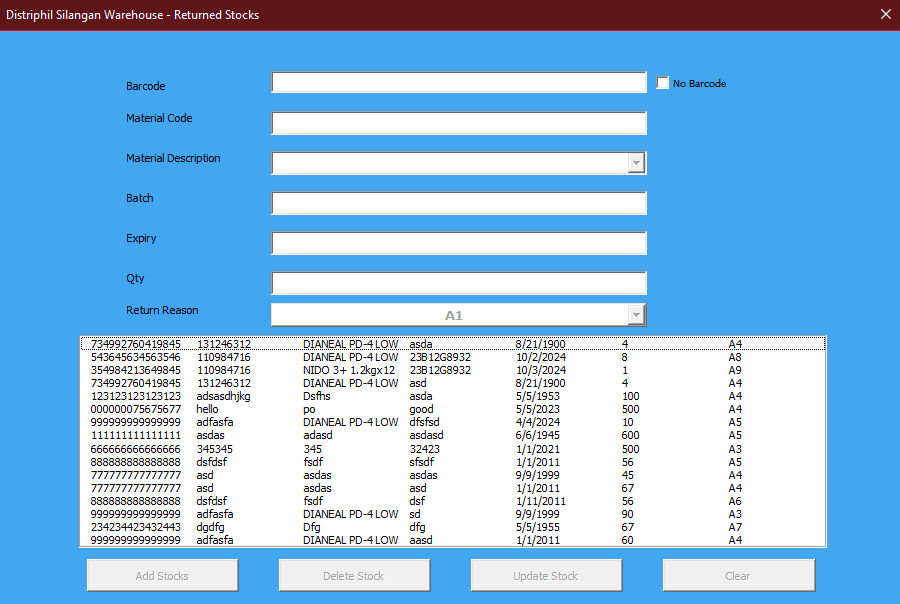 Distriphil Silangan Warehouse - Returned Stocks
Barcode
No Barcode
Material Code
Material Description
Batch
Expiry
Qty
Return Reason A1
734992760419845 131246312 DIANEAL PD-4 LOW asda 8/21/1900 4 A4
543645634563546 110984716 DIANEAL PD-4 LOW 23B12G8932 10/2/2024 8 A8
354984213649845 110984716 NIDO 3+ 1.2kgx12 23B12G8932 10/3/2024 1 A9
734992760419845 131246312 DIANEAL PD-4 LOW asd 8/21/1900 4 A4
123123123123123 adsasdhjkg Dsfhs asda 5/5/1953 100 A4
000000075675677 hello po good 5/5/2023 500 A4
999999999999999 adfasfa DIANEAL PD-4 LOW dfsfsd 4/4/2024 10 A5
111111111111111 asdas adasd asdasd 6/6/1945 600 A5
666666666666666 345345 345 32423 1/1/2021 500 A3
888888888888888 dsfdsf fsdf sfsdf 1/1/2011 56 A5
777777777777777 asd asdas asdas 9/9/1999 45 A4
777777777777777 asd asdas asd 1/1/2011 67 A4
888888888888888 dsfdsf fsdf dsf 1/11/2011 56 A6
999999999999999 adfasfa DIANEAL PD-4 LOW sd 9/9/1999 90 A3
234234423432443 dgdfg Dfg dfg 5/5/1955 67 A7
999999999999999 adfasfa DIANEAL PD-4 LOW aasd 1/1/2011 60 A4
Add Stocks Delete Stock Update Stock Clear